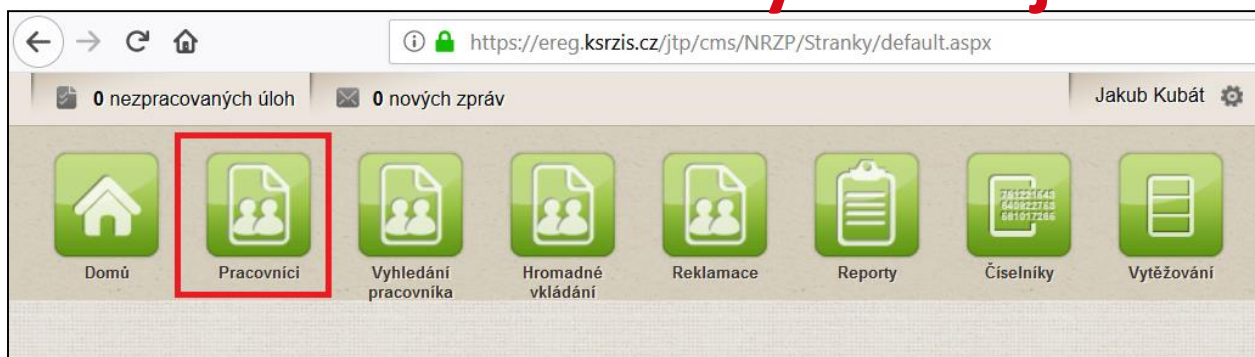 https://ereg.ksrzis.cz/jtp/cms/NRZP/Stranky/default.aspx
0 nezpracovaných úloh
0 nových zpráv
Jakub Kubát
Domů
Pracovníci
Vyhledání
pracovníka
Hromadné
vkládání
Reklamace
Reporty
Číselníky
Vytěžování